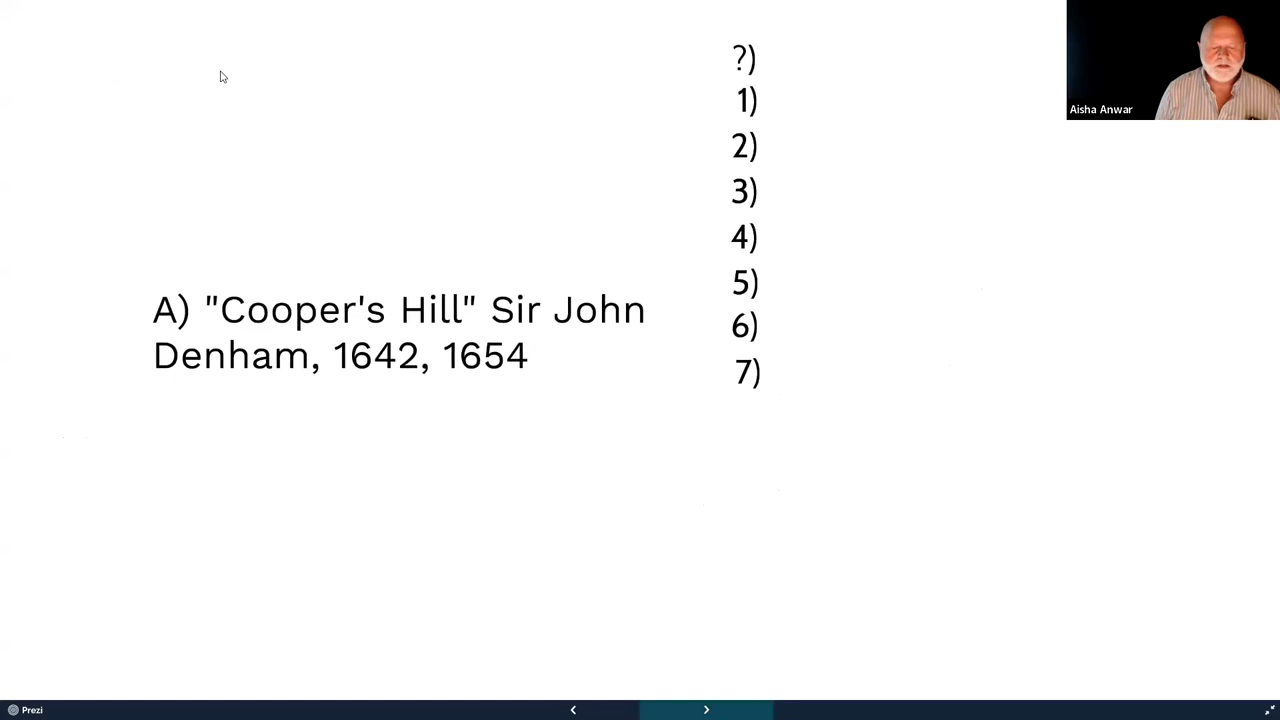 ?)
1)
2)
3)
4)
5)
6)
7)
A) "Cooper's Hill" Sir John
Denham, 1642, 1654
Aisha Anwar
Prezi